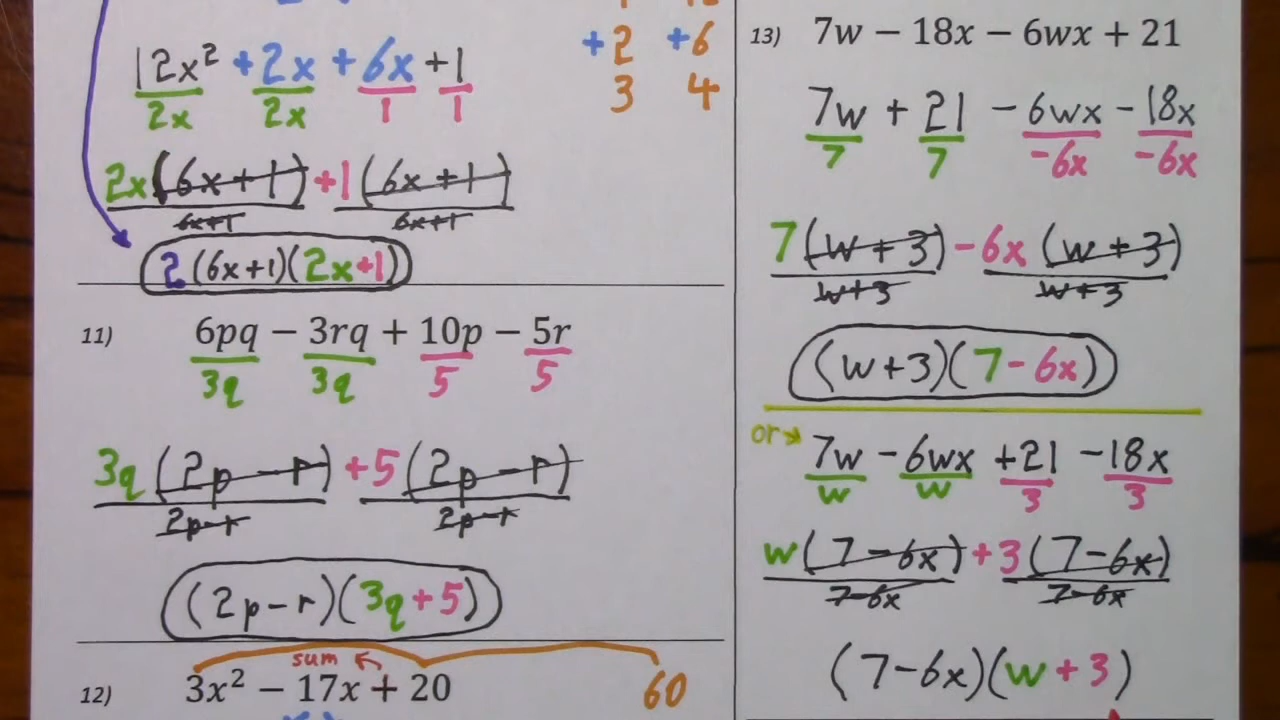 +2 +6
3 4
12x² +2x +6x +1
2x 2x 1 1
2x(6x+1) +1(6x+1)
6x+1 6x+1
2(6x+1)(2x+1)
11) 6pq − 3rq + 10p − 5r
3q 3q 5 5
3q(2p−r) +5(2p−r)
2p−r 2p−r
(2p−r)(3q+5)
sum
12) 3x² − 17x + 20 60
13) 7w − 18x − 6wx + 21
7w + 21 − 6wx − 18x
7 7 −6x −6x
7(w+3) −6x(w+3)
w+3 w+3
(w+3)(7−6x)
or 7w − 6wx +21 −18x
w w 3 3
w(7−6x) +3(7−6x)
7−6x 7−6x
(7−6x)(w+3)